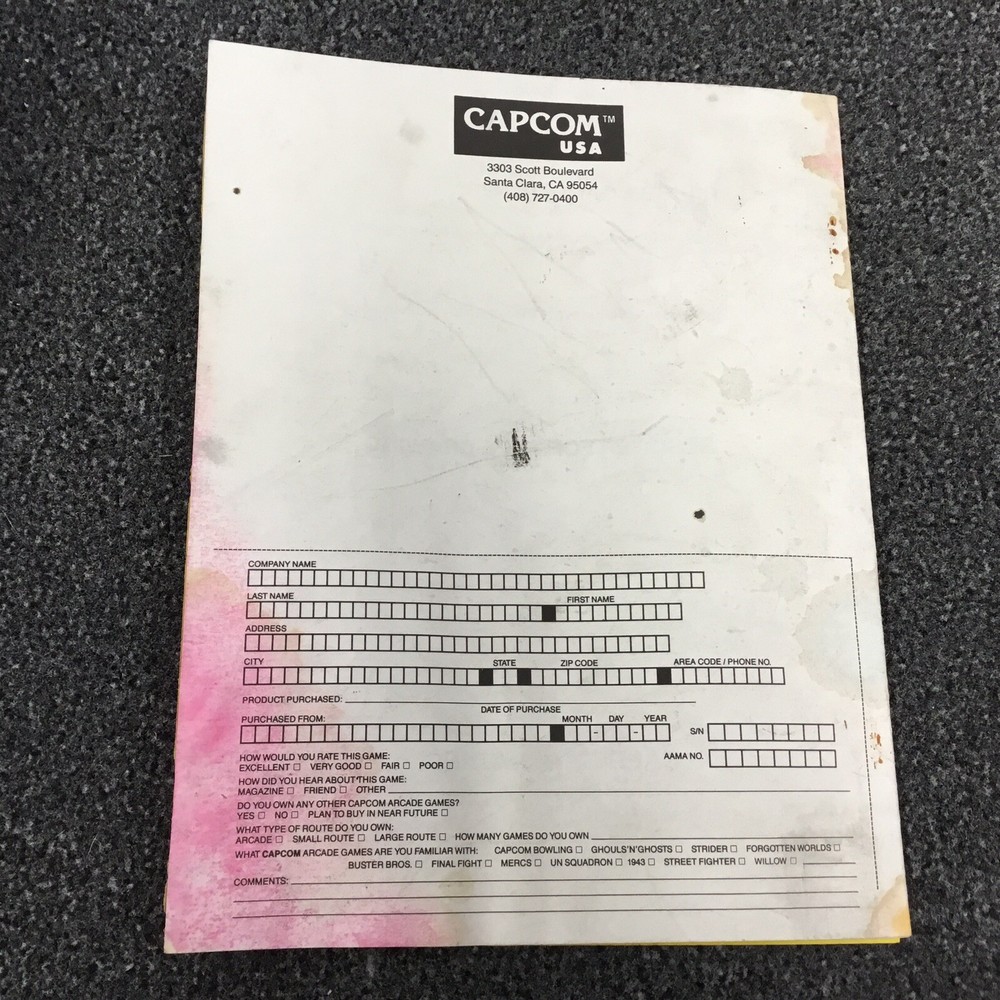 CAPCOM™
USA
3303 Scott Boulevard
Santa Clara, CA 95054
(408) 727-0400
COMPANY NAME
LAST NAME FIRST NAME
ADDRESS
CITY STATE ZIP CODE AREA CODE / PHONE NO.
PRODUCT PURCHASED:
DATE OF PURCHASE
PURCHASED FROM: MONTH DAY YEAR
S/N
AAMA NO.
HOW WOULD YOU RATE THIS GAME:
EXCELLENT □ VERY GOOD □ FAIR □ POOR □
HOW DID YOU HEAR ABOUT THIS GAME:
MAGAZINE □ FRIEND □ OTHER
DO YOU OWN ANY OTHER CAPCOM ARCADE GAMES?
YES □ NO □ PLAN TO BUY IN NEAR FUTURE □
WHAT TYPE OF ROUTE DO YOU OWN:
ARCADE □ SMALL ROUTE □ LARGE ROUTE □ HOW MANY GAMES DO YOU OWN
WHAT CAPCOM ARCADE GAMES ARE YOU FAMILIAR WITH: CAPCOM BOWLING □ GHOULS'N'GHOSTS □ STRIDER □ FORGOTTEN WORLDS □
BUSTER BROS. □ FINAL FIGHT □ MERCS □ UN SQUADRON □ 1943 □ STREET FIGHTER □ WILLOW □
COMMENTS: